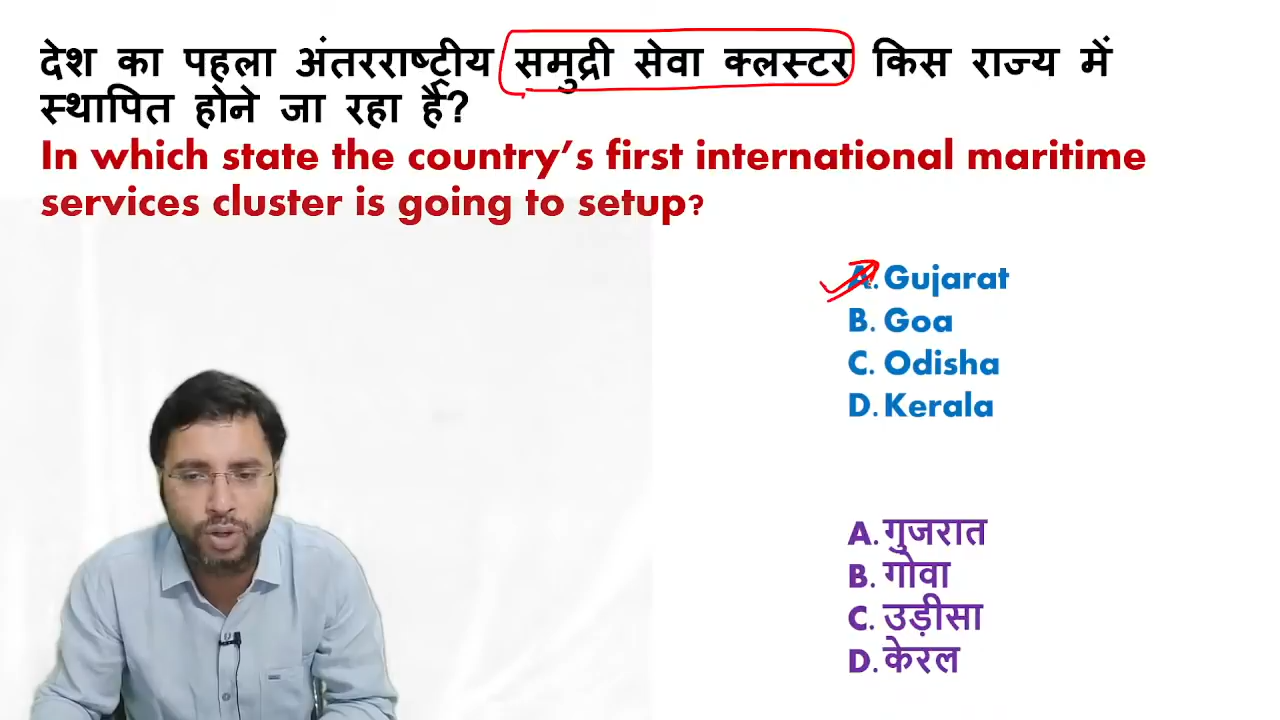 देश का पहला अंतरराष्ट्रीय समुद्री सेवा क्लस्टर किस राज्य में
स्थापित होने जा रहा है?
In which state the country’s first international maritime
services cluster is going to setup?
A. Gujarat
B. Goa
C. Odisha
D. Kerala
A. गुजरात
B. गोवा
C. उड़ीसा
D. केरल